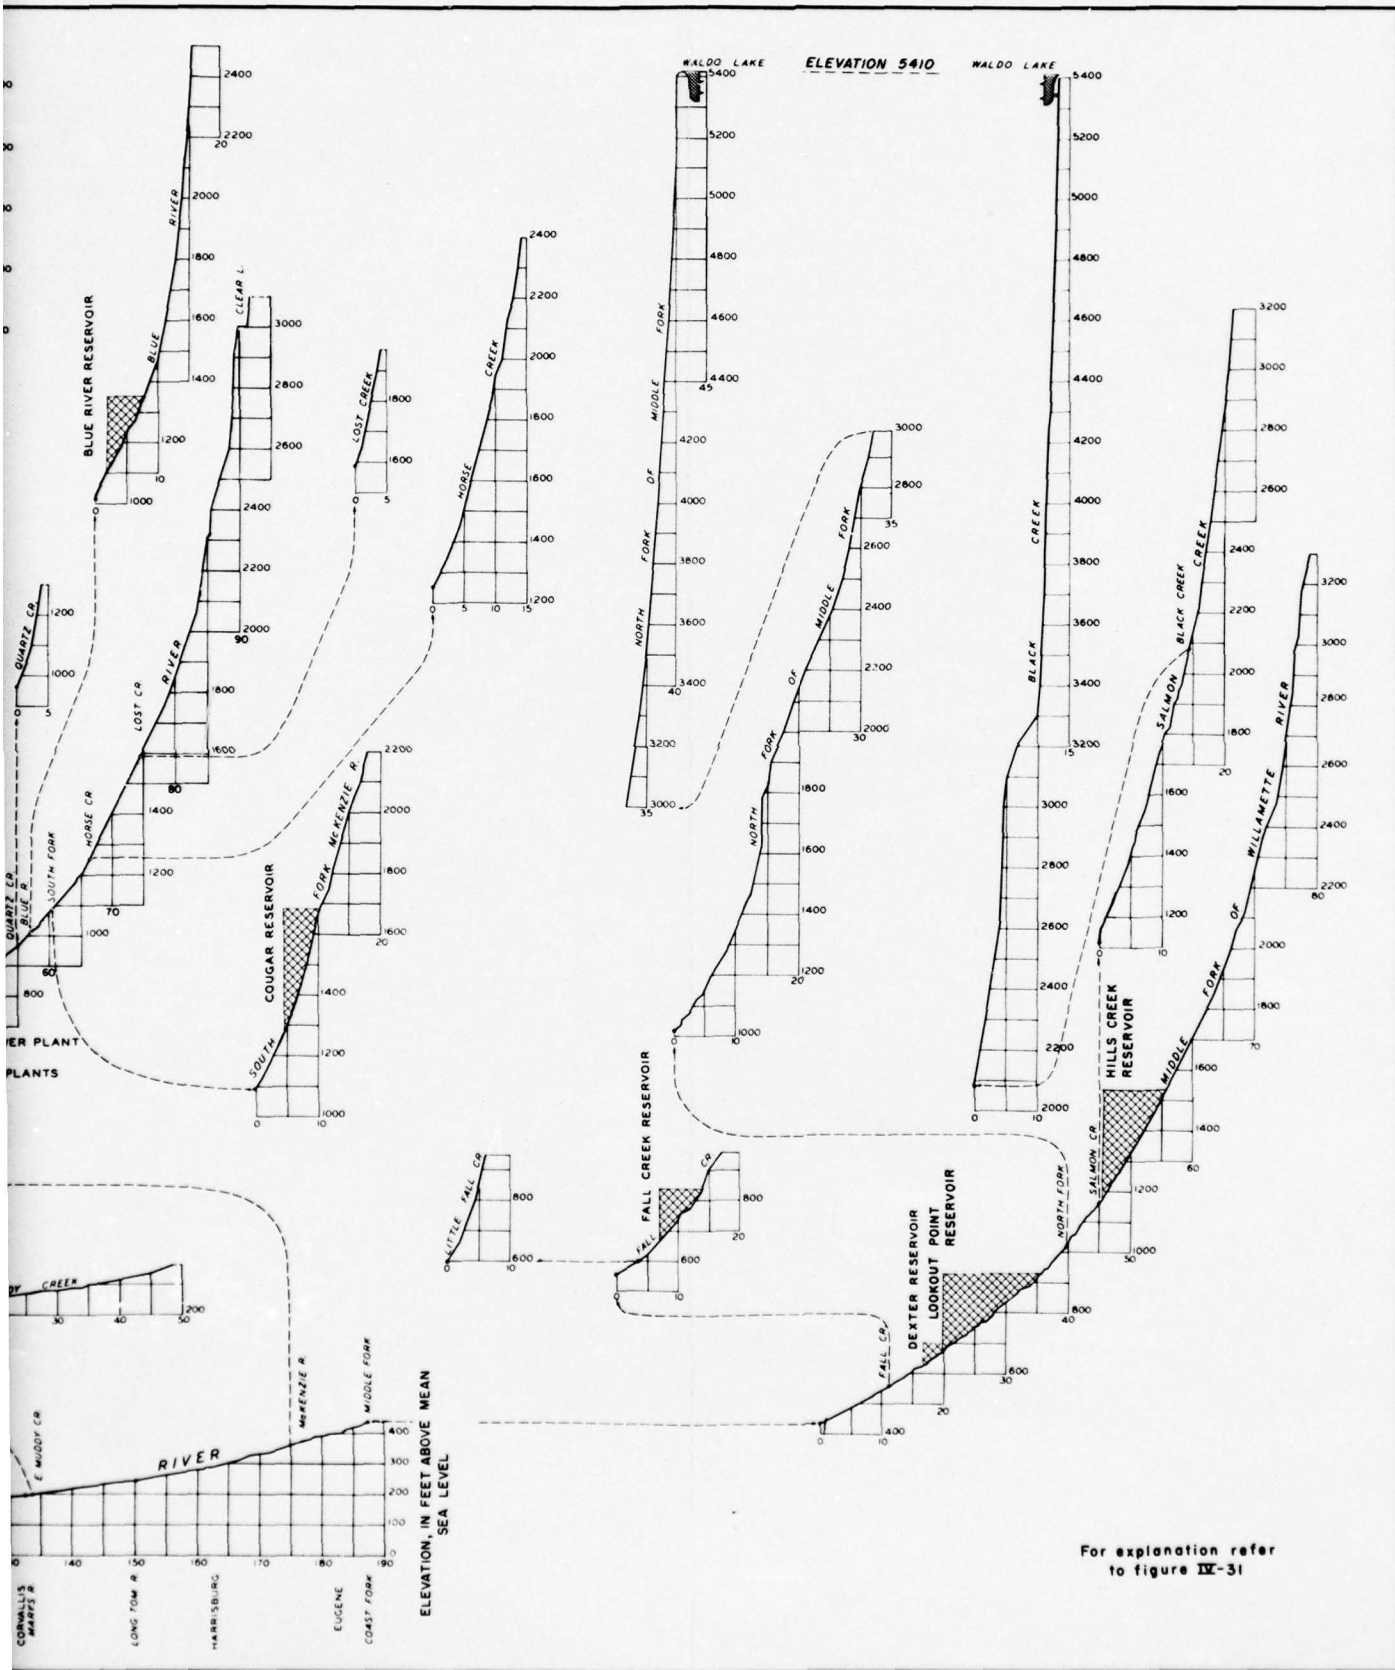 WALDO LAKE
ELEVATION 5410
WALDO LAKE
2400
2200
20
2000
1800
1600
1400
1200
10
1000
0
BLUE RIVER RESERVOIR
BLUE
RIVER
CLEAR L.
3000
2800
2600
2400
2200
2000
90
1800
1600
80
1400
1200
70
1000
60
800
RIVER
LOST CR.
HORSE CR
SOUTH FORK
BLUE R.
QUARTZ CR.
QUARTZ CR.
1200
1000
0
5
LOST CREEK
1800
1600
0
5
HORSE
CREEK
2400
2200
2000
1800
1600
1400
1200
0
5
10
15
COUGAR RESERVOIR
SOUTH
FORK
McKENZIE R.
2200
2000
1800
1600
20
1400
1200
1000
0
10
ER PLANT
PLANTS
NORTH
FORK
OF
MIDDLE
FORK
5400
5200
5000
4800
4600
4400
45
4200
4000
3800
3600
3400
40
3200
3000
35
NORTH
FORK
OF
MIDDLE
FORK
3000
2800
35
2600
2400
2200
2000
30
1800
1600
1400
1200
20
1000
10
0
BLACK
CREEK
5400
5200
5000
4800
4600
4400
4200
4000
3800
3600
3400
3200
15
3000
2800
2600
2400
2200
2000
0
10
SALMON
CREEK
BLACK CREEK
3200
3000
2800
2600
2400
2200
2000
1800
20
1600
1400
1200
10
0
MIDDLE
FORK
OF
WILLAMETTE
RIVER
3200
3000
2800
2600
2400
2200
80
2000
1800
70
1600
1400
60
1200
1000
50
800
40
600
30
20
400
10
0
HILLS CREEK
RESERVOIR
SALMON CR.
NORTH FORK
DEXTER RESERVOIR
LOOKOUT POINT
RESERVOIR
FALL CR.
LITTLE FALL CR
800
600
0
10
FALL CREEK RESERVOIR
FALL
CR
800
20
600
0
10
CREEK
200
30
40
50
E MUDDY CR.
RIVER
McKENZIE R.
MIDDLE FORK
400
300
200
100
0
140
150
160
170
180
190
CORVALLIS
MARYS R.
LONG TOM R.
HARRISBURG
EUGENE
COAST FORK
ELEVATION, IN FEET ABOVE MEAN
SEA LEVEL
For explanation refer
to figure IV-31